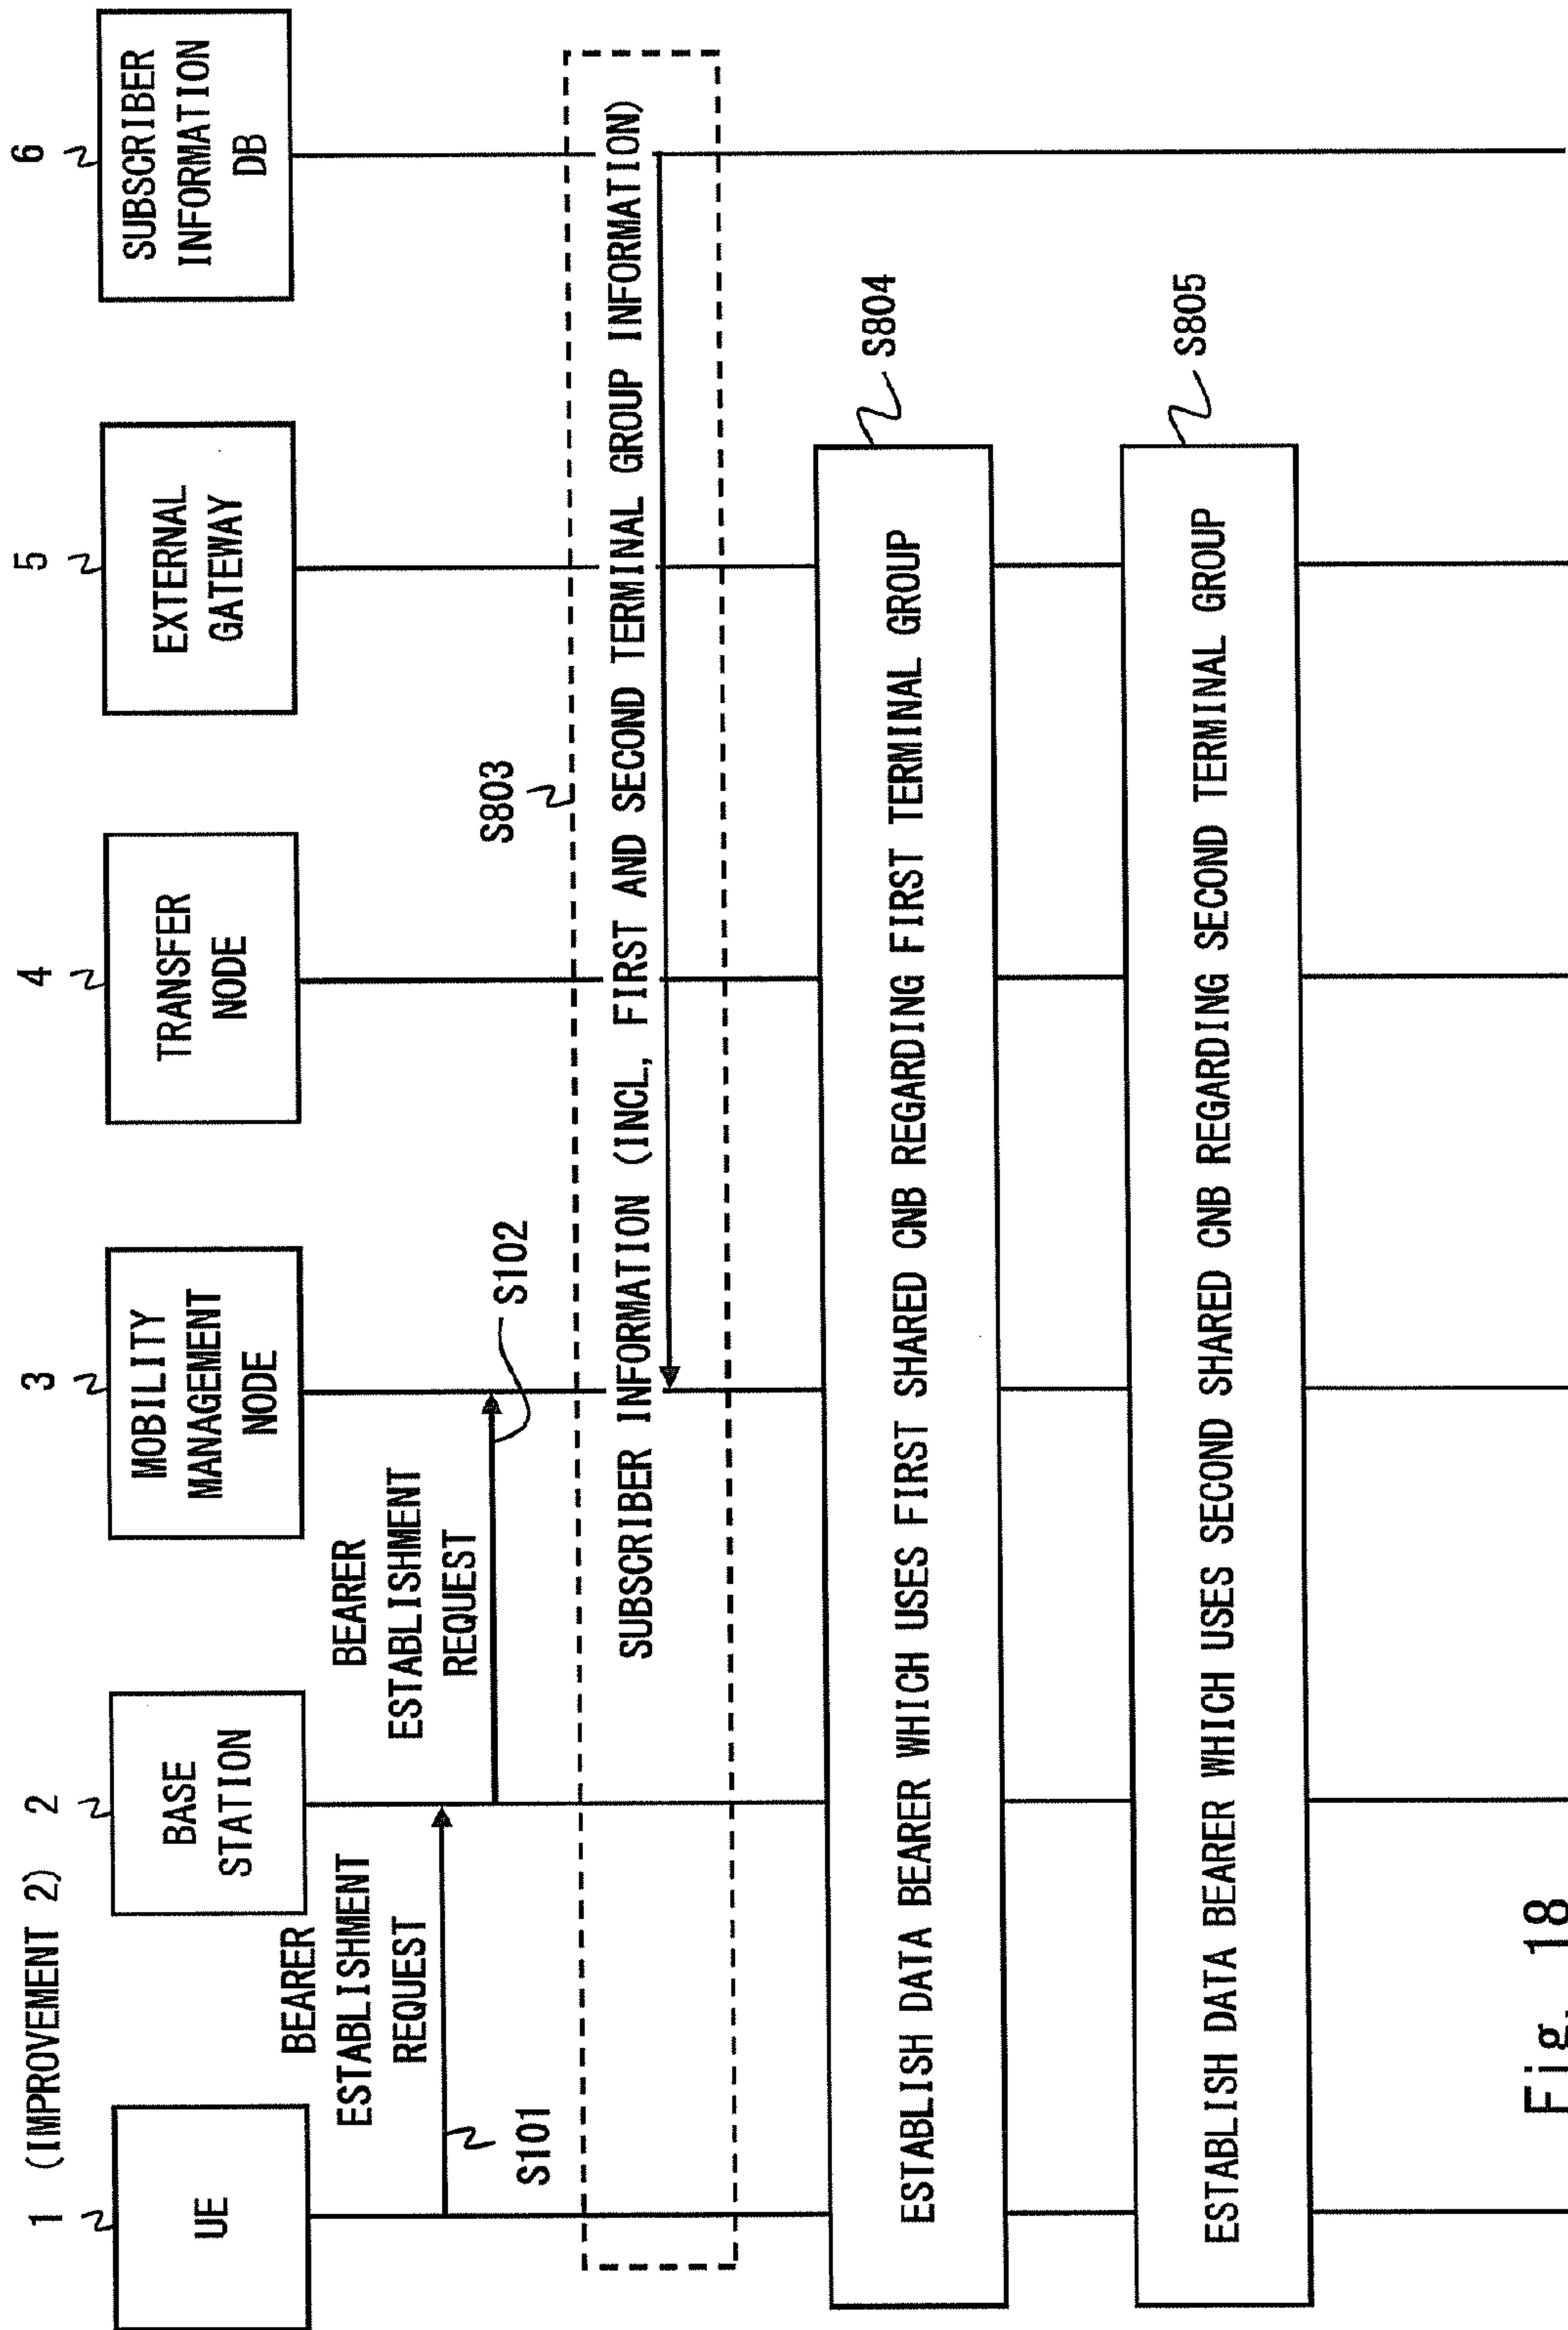 (IMPROVEMENT 2)
1
UE
2
BASE
STATION
3
MOBILITY
MANAGEMENT
NODE
4
TRANSFER
NODE
5
EXTERNAL
GATEWAY
6
SUBSCRIBER
INFORMATION
DB
BEARER
ESTABLISHMENT
REQUEST
S101
BEARER
ESTABLISHMENT
REQUEST
S102
S803
SUBSCRIBER INFORMATION (INCL, FIRST AND SECOND TERMINAL GROUP INFORMATION)
ESTABLISH DATA BEARER WHICH USES FIRST SHARED CNB REGARDING FIRST TERMINAL GROUP
S804
ESTABLISH DATA BEARER WHICH USES SECOND SHARED CNB REGARDING SECOND TERMINAL GROUP
S805
Fig. 18